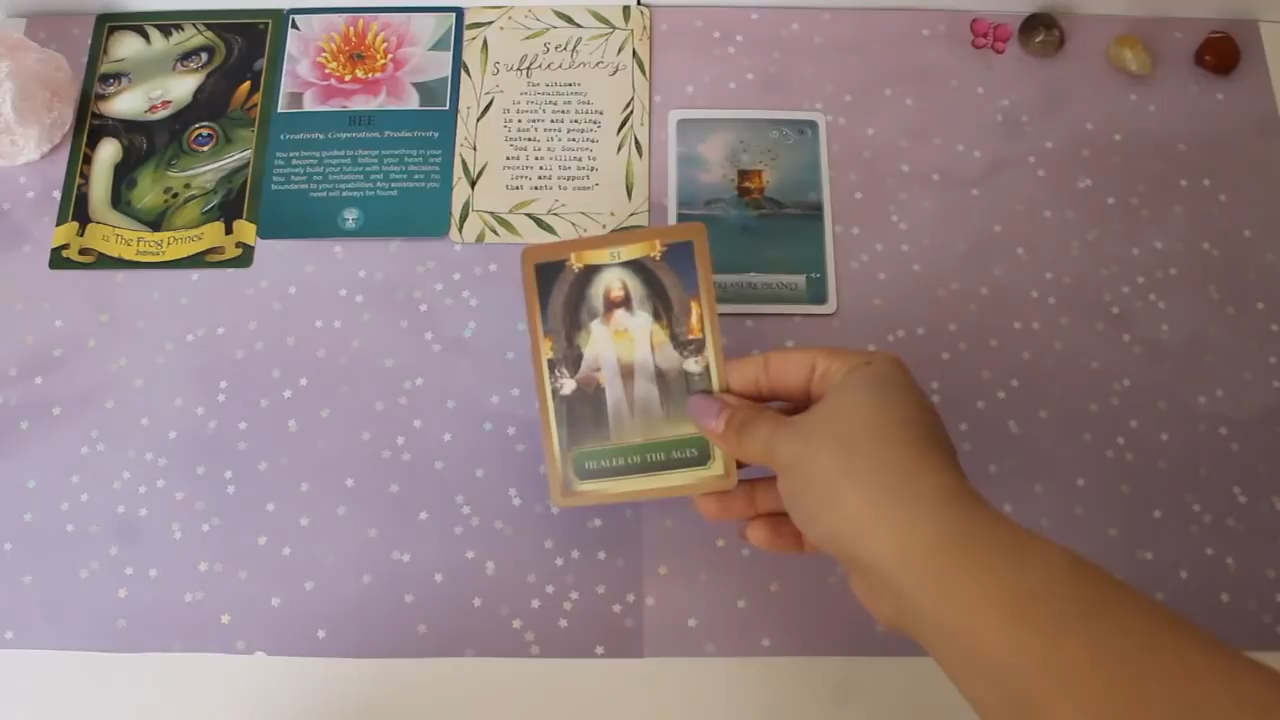 12. The Frog Prince
Intimacy
BEE
Creativity, Cooperation, Productivity
You are being guided to change something in your
life. Become inspired, follow your heart and
creatively build your future with today's decisions.
You have no limitations and there are no
boundaries to your capabilities. Any assistance you
need will always be found.
Self-
Sufficiency
The ultimate
self-sufficiency
is relying on God.
It doesn't mean hiding
in a cave and saying,
"I don't need people."
Instead, it's saying,
"God is my Source,
and I am willing to
receive all the help,
love, and support
that wants to come!"
9
TREASURE ISLAND
51
HEALER OF THE AGES